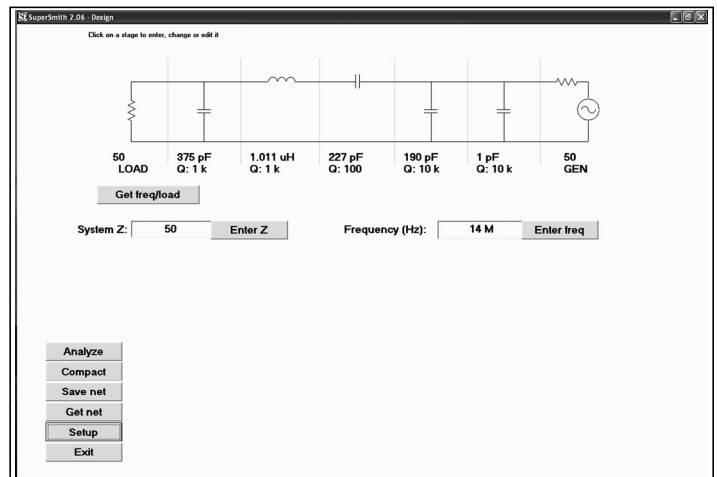 SuperSmith 2.06 - Design
Click on a stage to enter, change or edit it
50 375 pF 1.011 uH 227 pF 190 pF 1 pF 50
LOAD Q: 1 k Q: 1 k Q: 100 Q: 10 k Q: 10 k GEN
Get freq/load
System Z: 50 Enter Z Frequency (Hz): 14 M Enter freq
Analyze
Compact
Save net
Get net
Setup
Exit